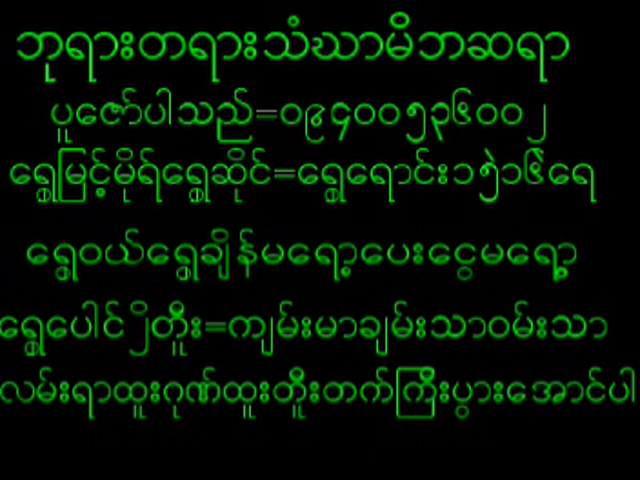 ဘုရားတရားသံဃာမိဘဆရာ
ပူဇော်ပါသည်=၀၉၄၀၀၅၃၆၀၀၂
ရွှေမြင့်မိုရ်ရွှေဆိုင်=ရွှေရောင်း၁၅ဲ၁၆ဲရေ
ရွှေဝယ်ရွှေချိန်မရော့ပေးငွေမရော့
ရွှေပေါင်၂ိတိုး=ကျမ်းမာချမ်းသာဝမ်းသာ
လမ်းရာထူးဂုဏ်ထူးတိုးတက်ကြီးပွားအောင်ပါ